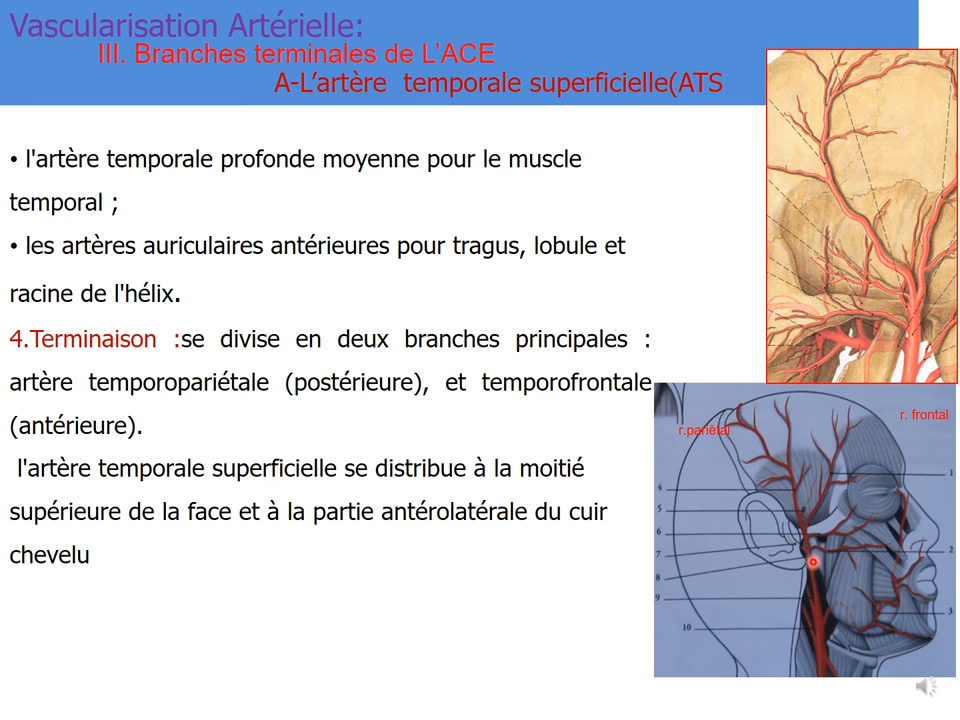 Vascularisation Artérielle:
III. Branches terminales de L’ACE
A-L’artère temporale superficielle(ATS
• l'artère temporale profonde moyenne pour le muscle
temporal ;
• les artères auriculaires antérieures pour tragus, lobule et
racine de l'hélix.
4.Terminaison :se divise en deux branches principales :
artère temporopariétale (postérieure), et temporofrontale
(antérieure).
l'artère temporale superficielle se distribue à la moitié
supérieure de la face et à la partie antérolatérale du cuir
chevelu
r. frontal
r.pariètal
1
4
5
6
2
7
8
9
3
10